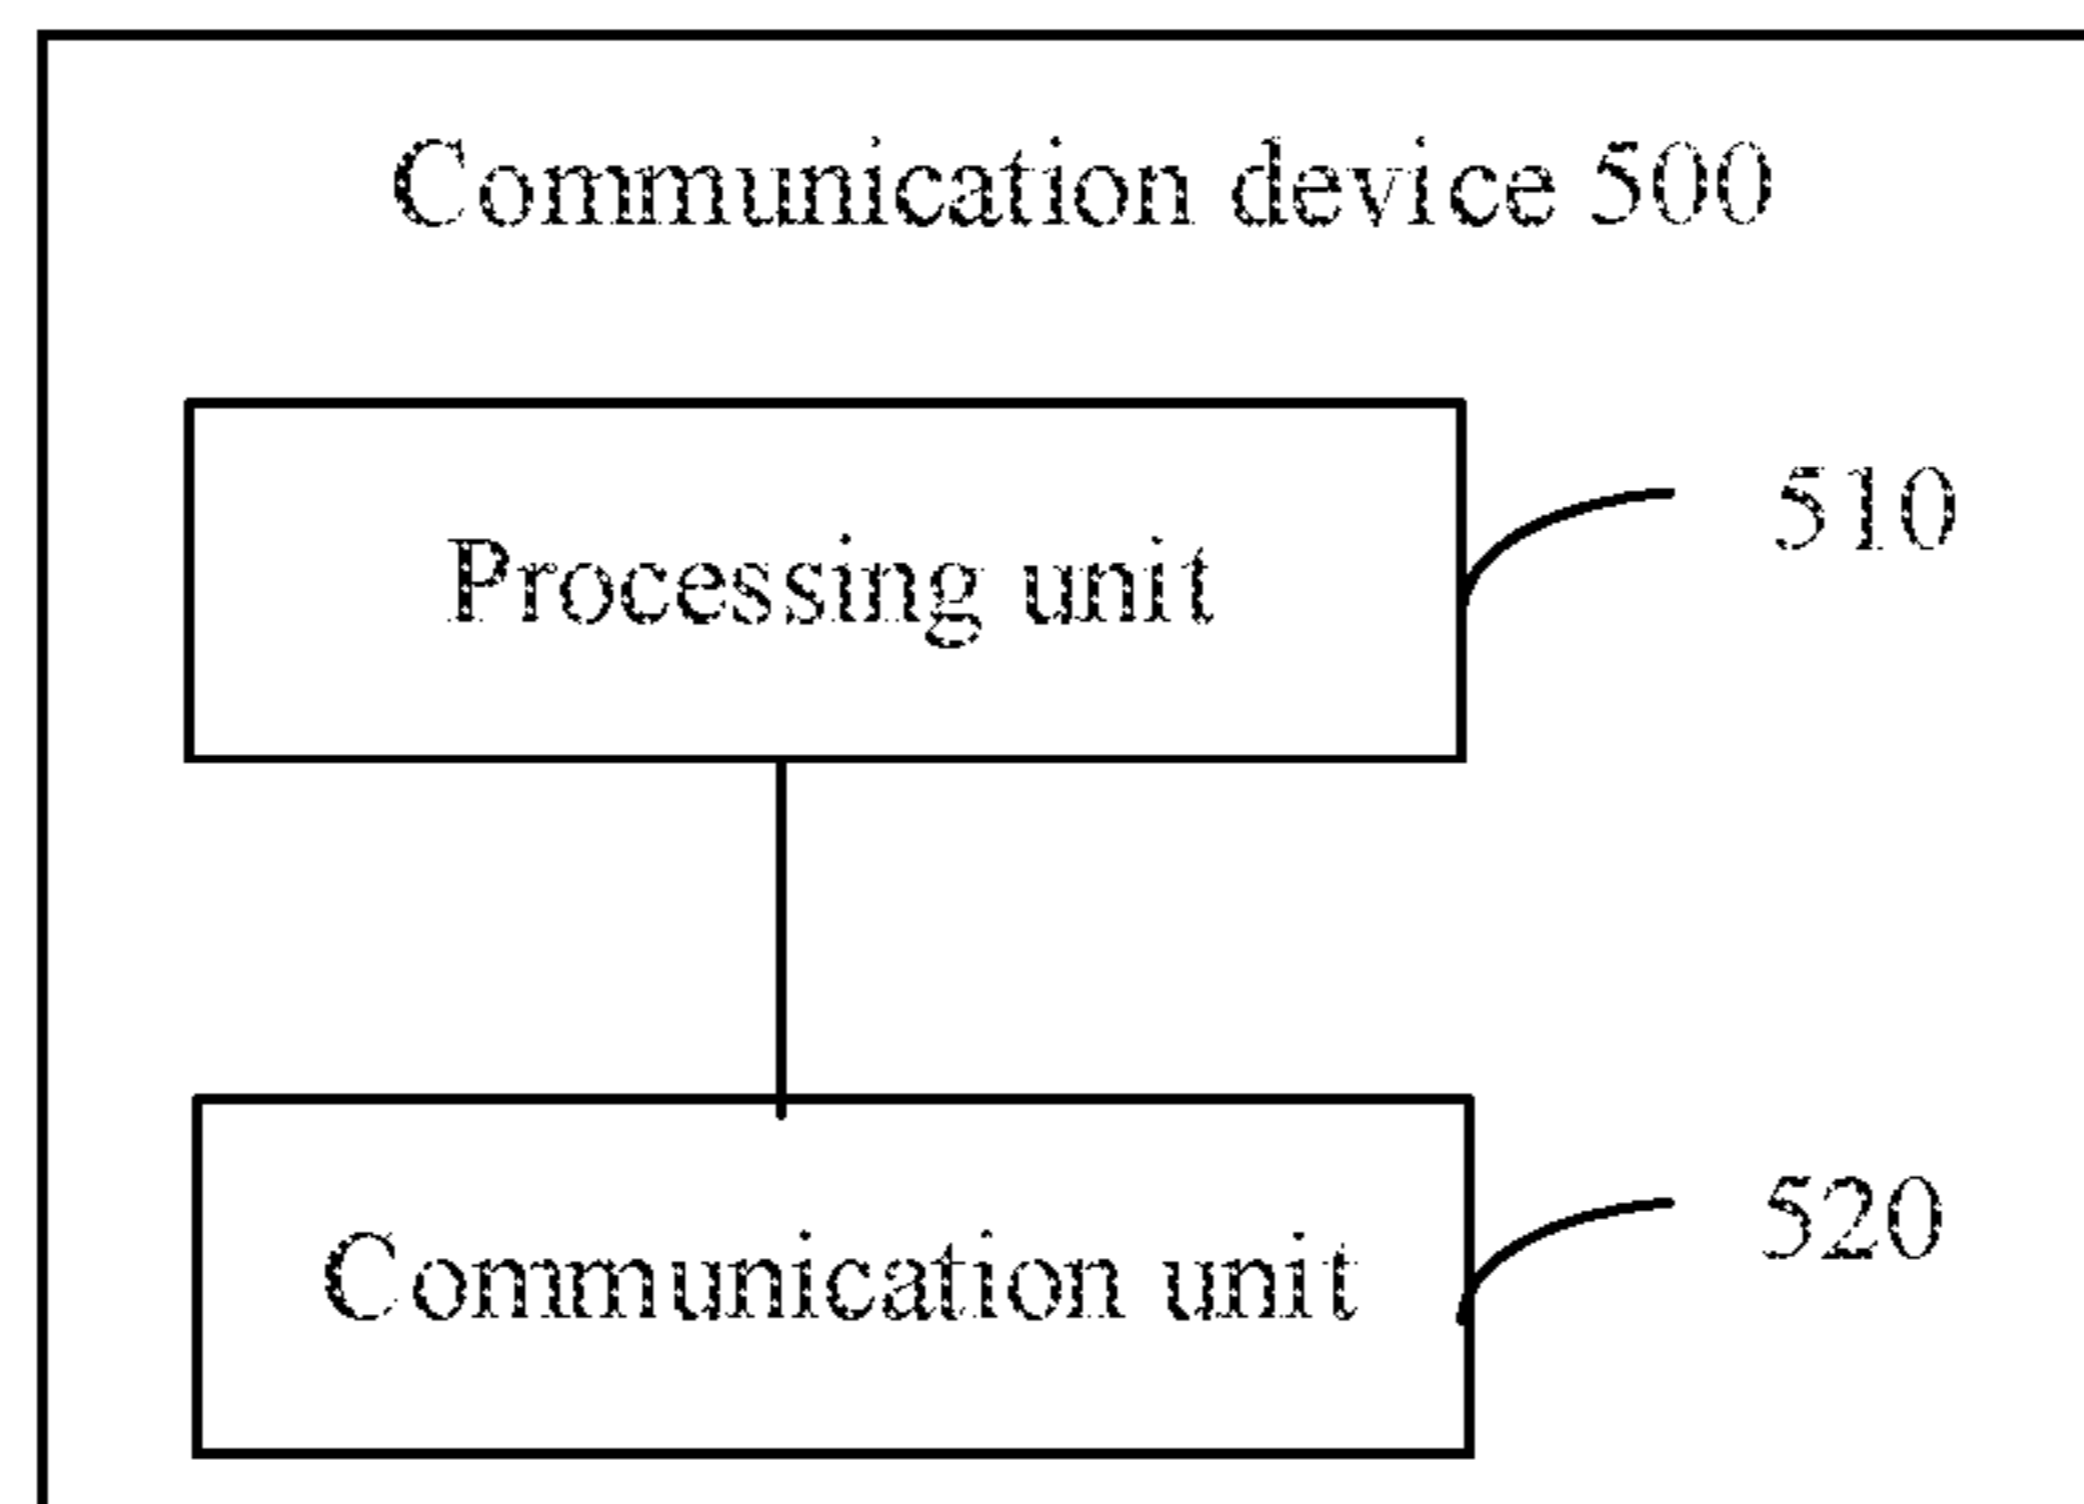 Communication device 500
510
Processing unit
520
Communication unit